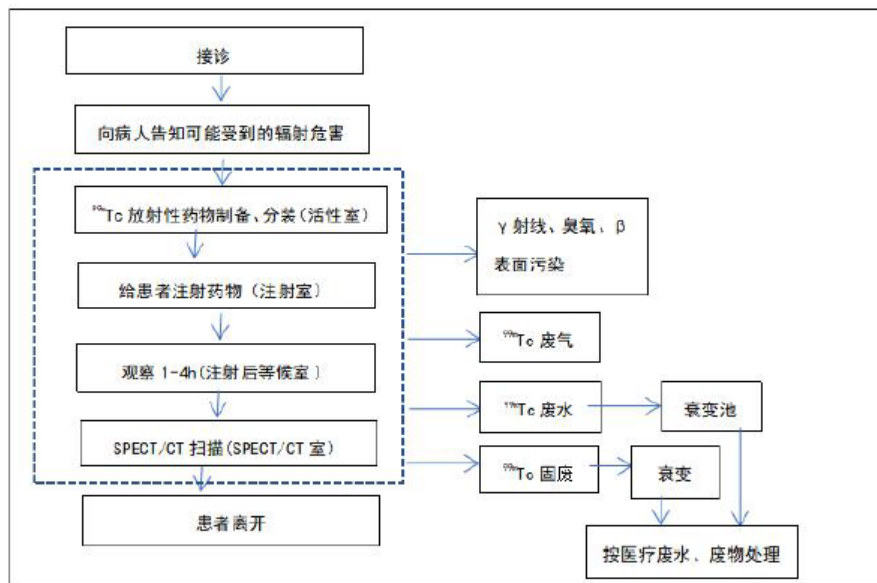 接诊
向病人告知可能受到的辐射危害
⁹⁹ᵐTc 放射性药物制备、分装(活性室)
给患者注射药物（注射室）
观察 1-4h(注射后等候室)
SPECT/CT 扫描(SPECT/CT 室)
患者离开
γ 射线、臭氧、β
表面污染
⁹⁹ᵐTc 废气
⁹⁹ᵐTc 废水
衰变池
⁹⁹ᵐTc 固废
衰变
按医疗废水、废物处理